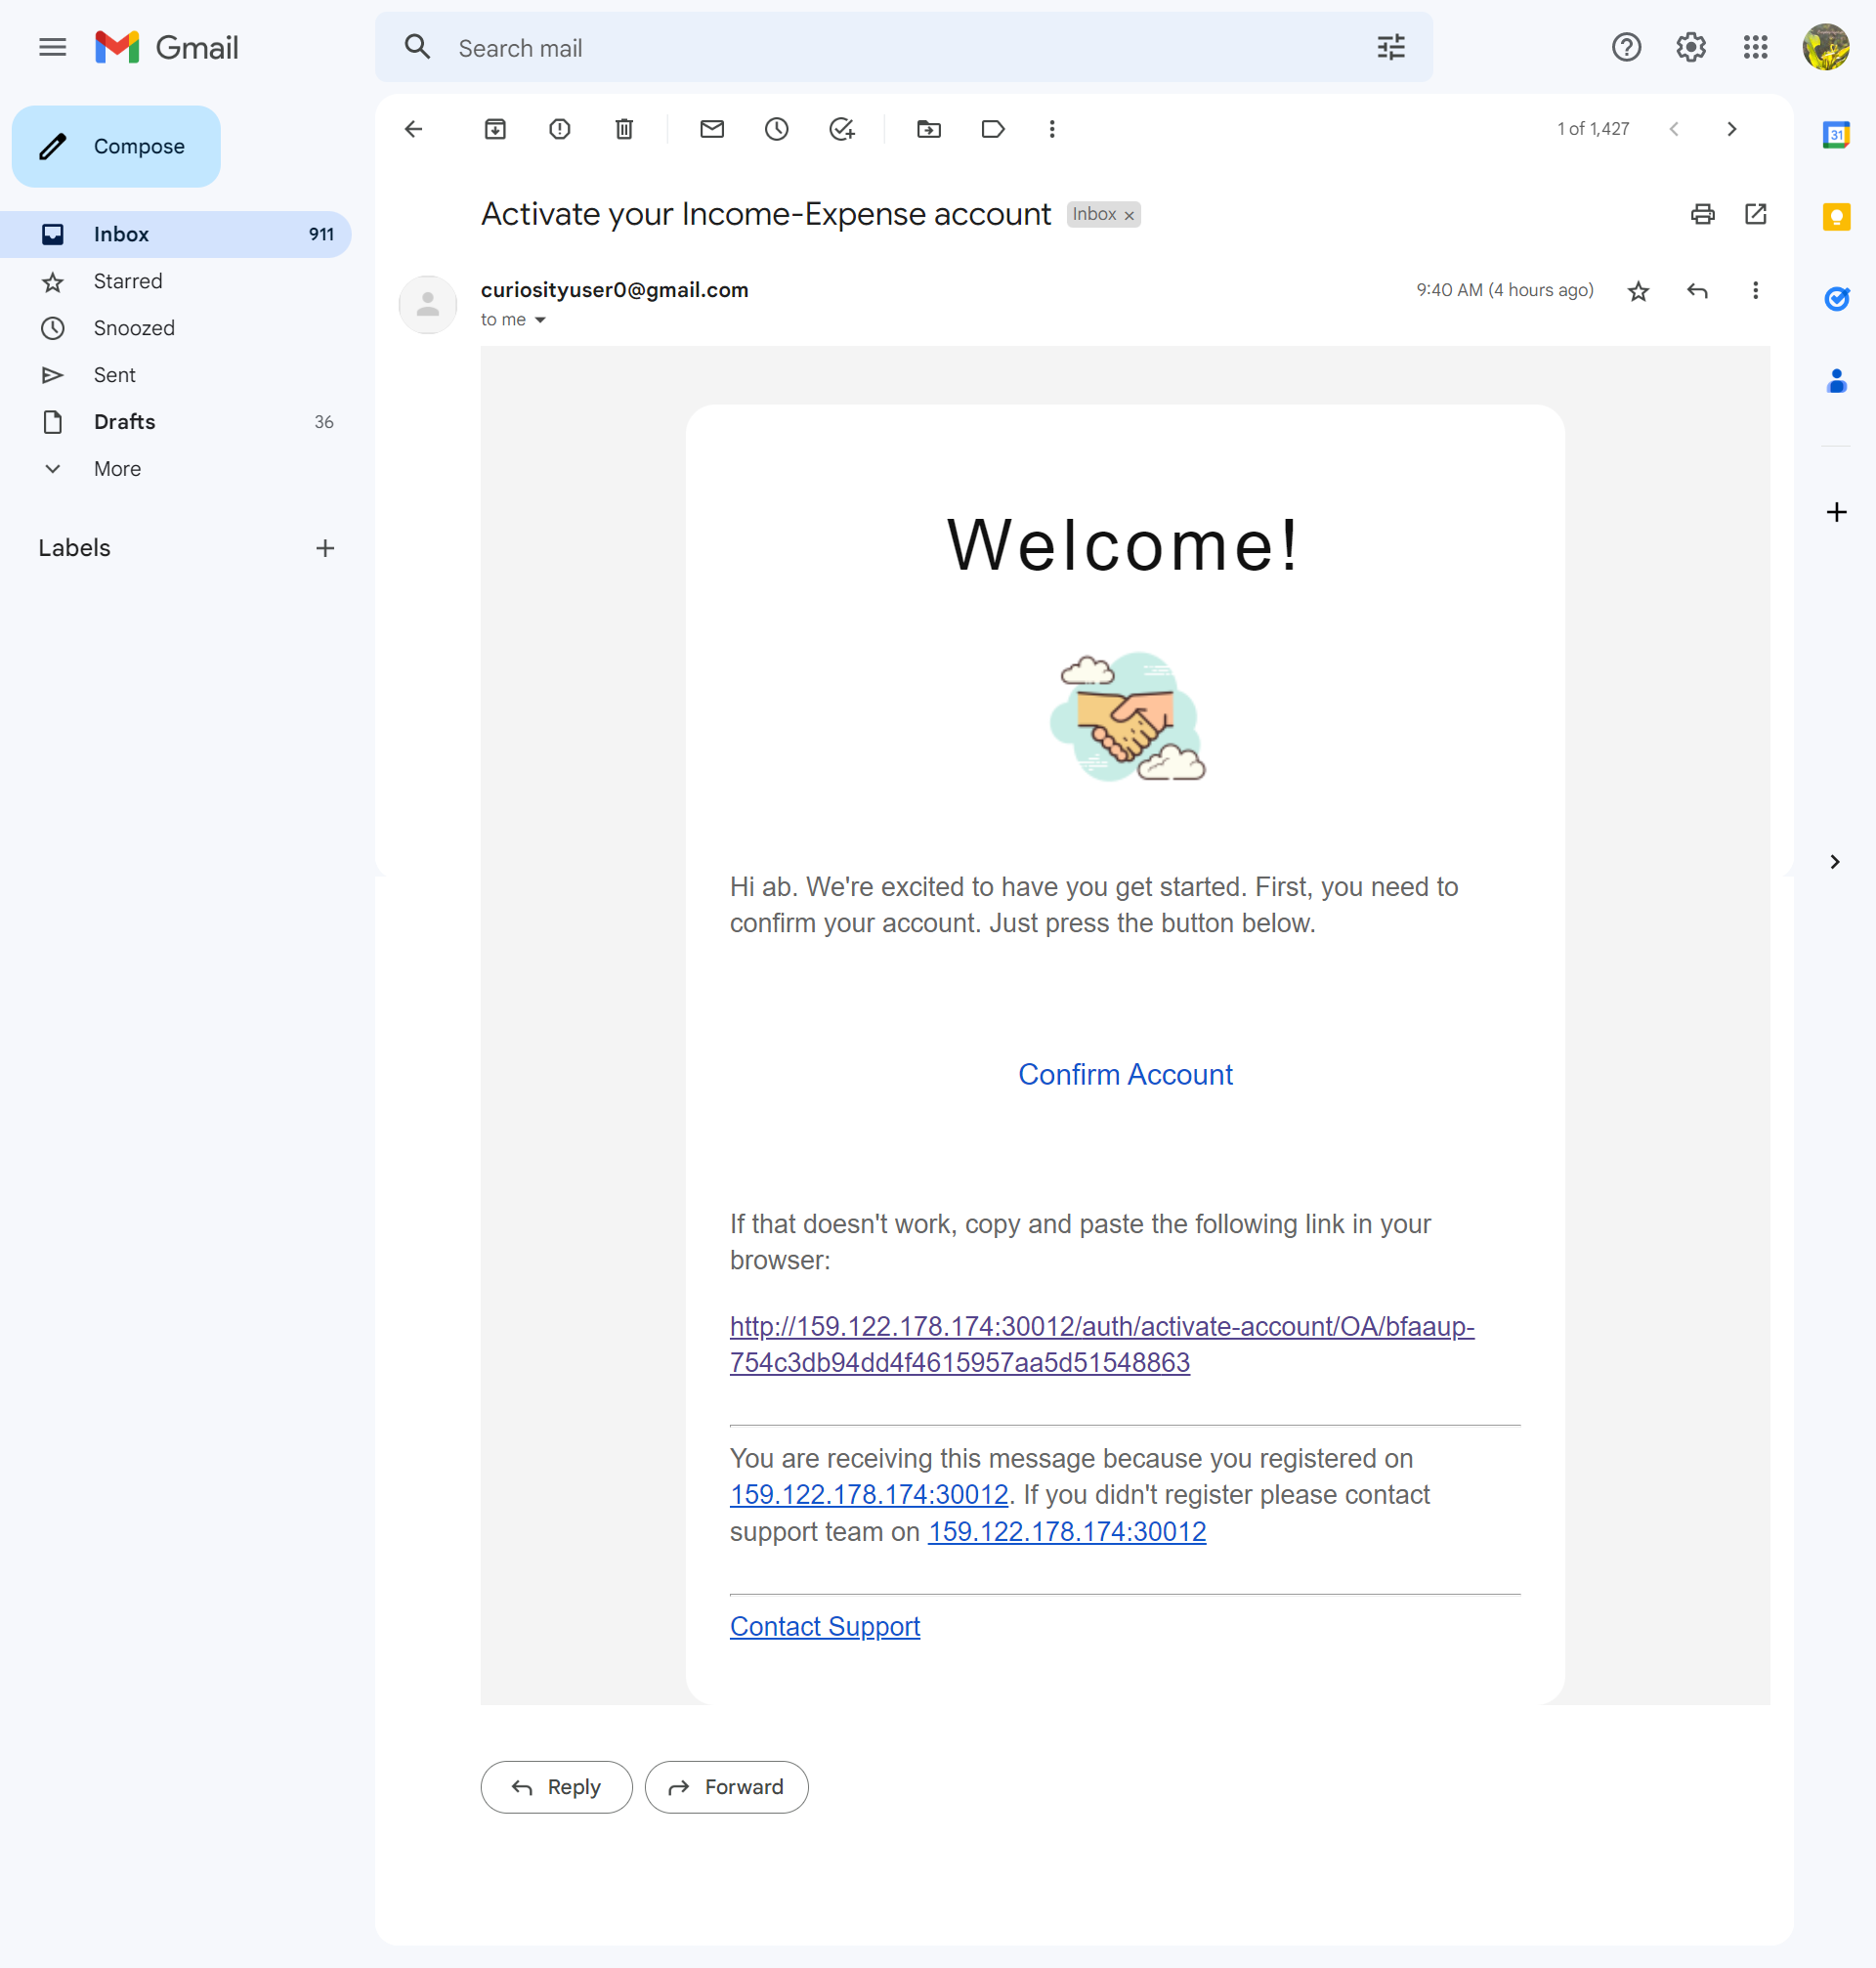 Gmail
Search mail
Compose
1 of 1,427
31
Inbox 911
Starred
Snoozed
Sent
Drafts 36
More
Labels
Activate your Income-Expense account Inbox ×
curiosityuser0@gmail.com 9:40 AM (4 hours ago)
to me
Welcome!
Hi ab. We're excited to have you get started. First, you need to
confirm your account. Just press the button below.
Confirm Account
If that doesn't work, copy and paste the following link in your
browser:
http://159.122.178.174:30012/auth/activate-account/OA/bfaaup-
754c3db94dd4f4615957aa5d51548863
You are receiving this message because you registered on
159.122.178.174:30012. If you didn't register please contact
support team on 159.122.178.174:30012
Contact Support
Reply
Forward